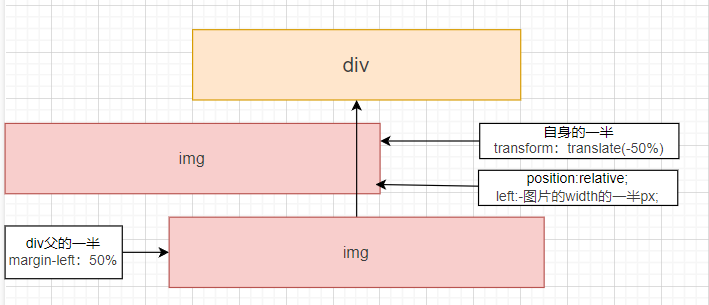 div
img
自身的一半
transform：translate(-50%)
position:relative;
left:-图片的width的一半px;
div父的一半
margin-left：50%
img